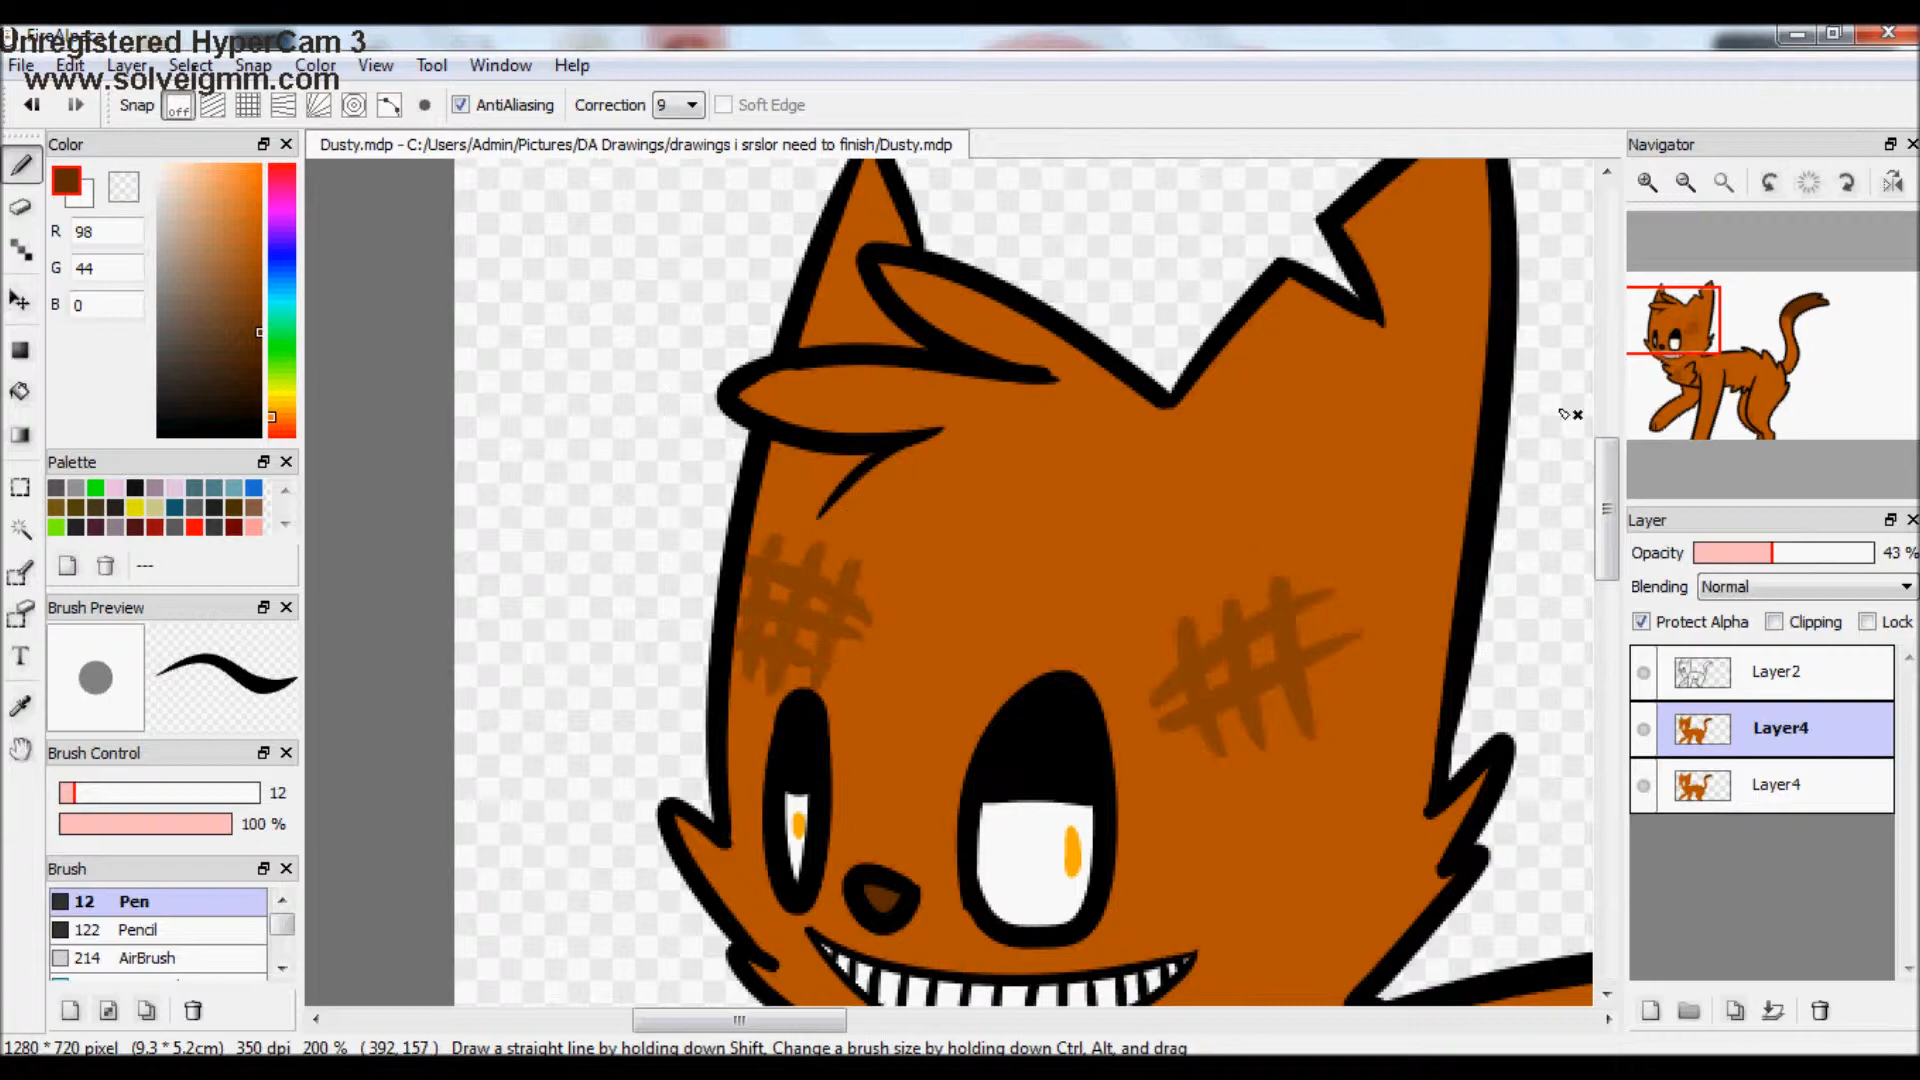 FireAlpaca
Unregistered HyperCam 3
File Edit Layer Select Snap Color View Tool Window Help
www.solveigmm.com
Snap off AntiAliasing Correction 9 Soft Edge
Color
Dusty.mdp - C:/Users/Admin/Pictures/DA Drawings/drawings i srslor need to finish/Dusty.mdp
Navigator
R 98
G 44
B 0
Palette
---
Brush Preview
Brush Control
12
100 %
Brush
12 Pen
122 Pencil
214 AirBrush
Layer
Opacity 43 %
Blending Normal
Protect Alpha Clipping Lock
Layer2
Layer4
Layer4
T
1280 * 720 pixel (9.3 * 5.2cm) 350 dpi 200 % ( 392, 157 ) Draw a straight line by holding down Shift, Change a brush size by holding down Ctrl, Alt, and drag